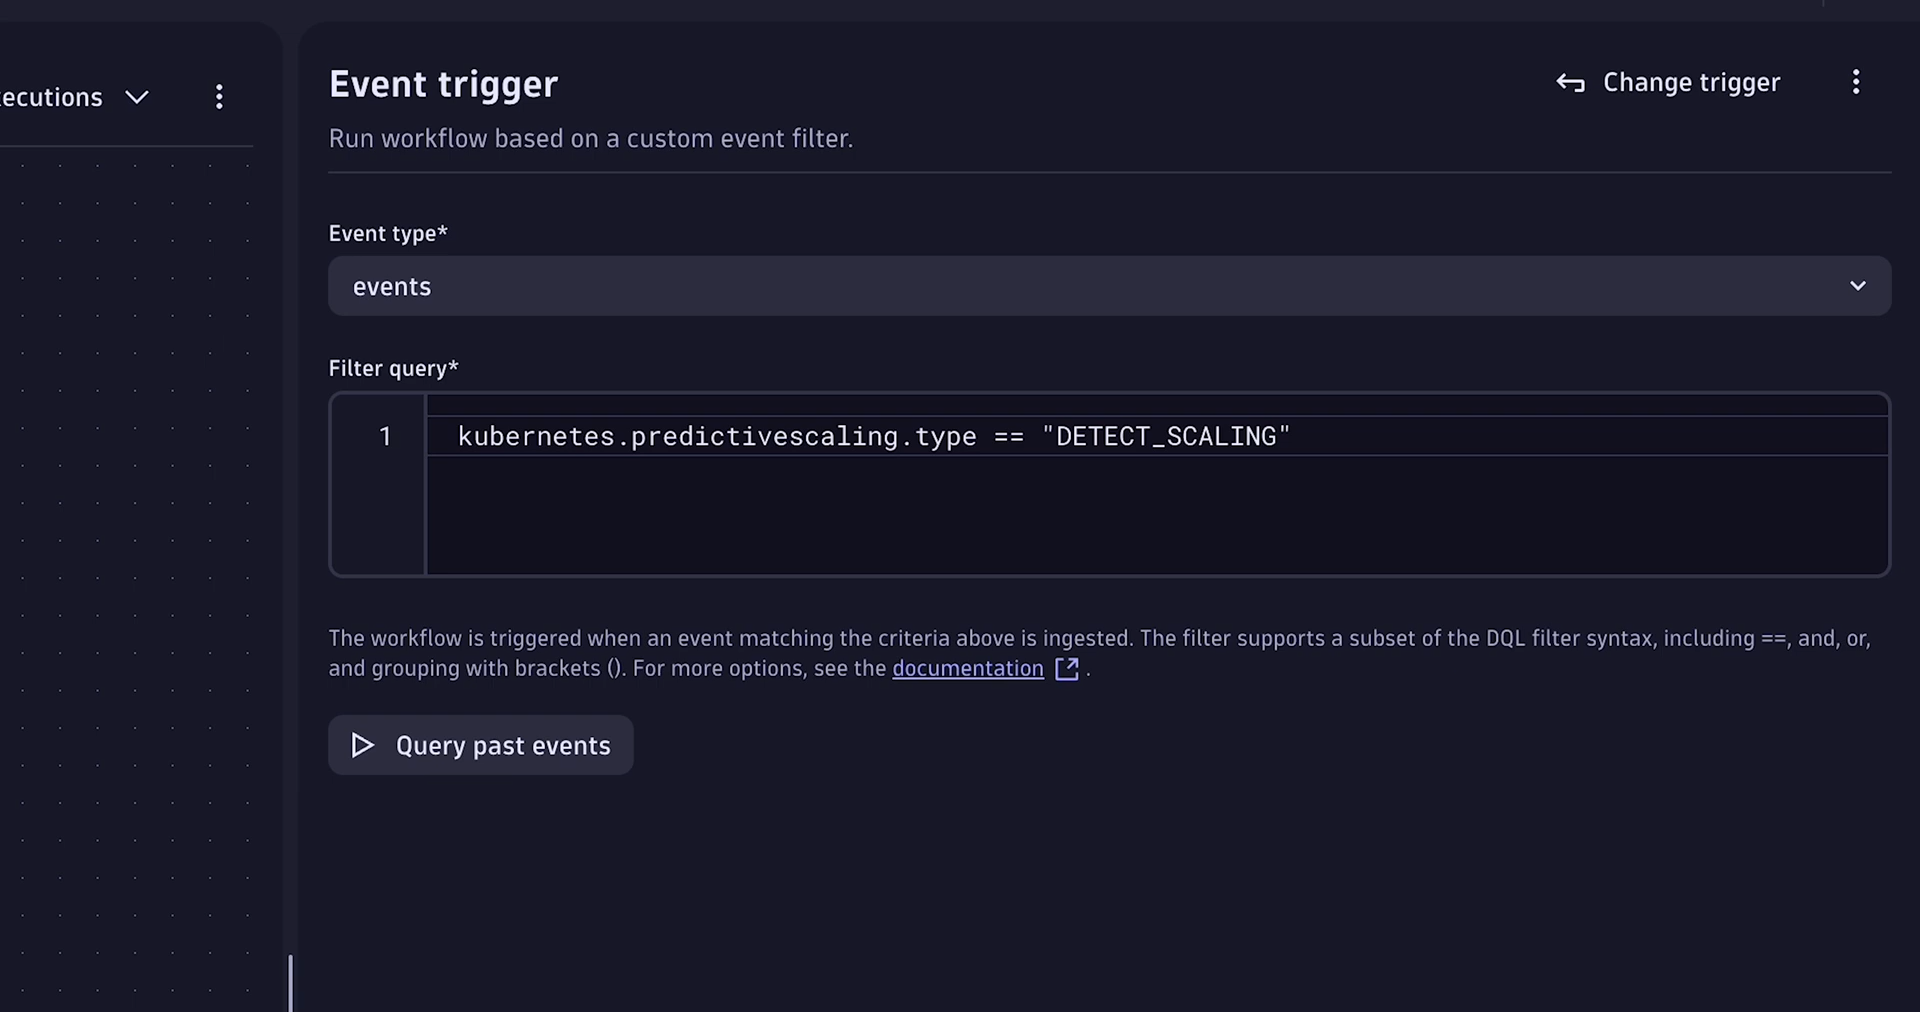 ecutions
Event trigger
Change trigger
Run workflow based on a custom event filter.
Event type*
events
Filter query*
1 kubernetes.predictivescaling.type == "DETECT_SCALING"
The workflow is triggered when an event matching the criteria above is ingested. The filter supports a subset of the DQL filter syntax, including ==, and, or,
and grouping with brackets (). For more options, see the documentation .
Query past events